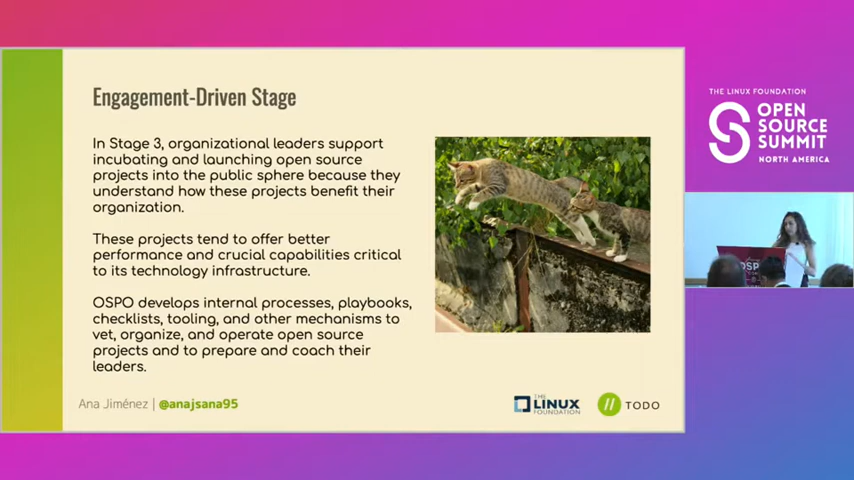 Engagement-Driven Stage
In Stage 3, organizational leaders support
incubating and launching open source
projects into the public sphere because they
understand how these projects benefit their
organization.
These projects tend to offer better
performance and crucial capabilities critical
to its technology infrastructure.
OSPO develops internal processes, playbooks,
checklists, tooling, and other mechanisms to
vet, organize, and operate open source
projects and to prepare and coach their
leaders.
Ana Jiménez | @anajsana95
THE
LINUX
FOUNDATION
TODO
THE LINUX FOUNDATION
OPEN
SOURCE
SUMMIT
NORTH AMERICA
OSPO